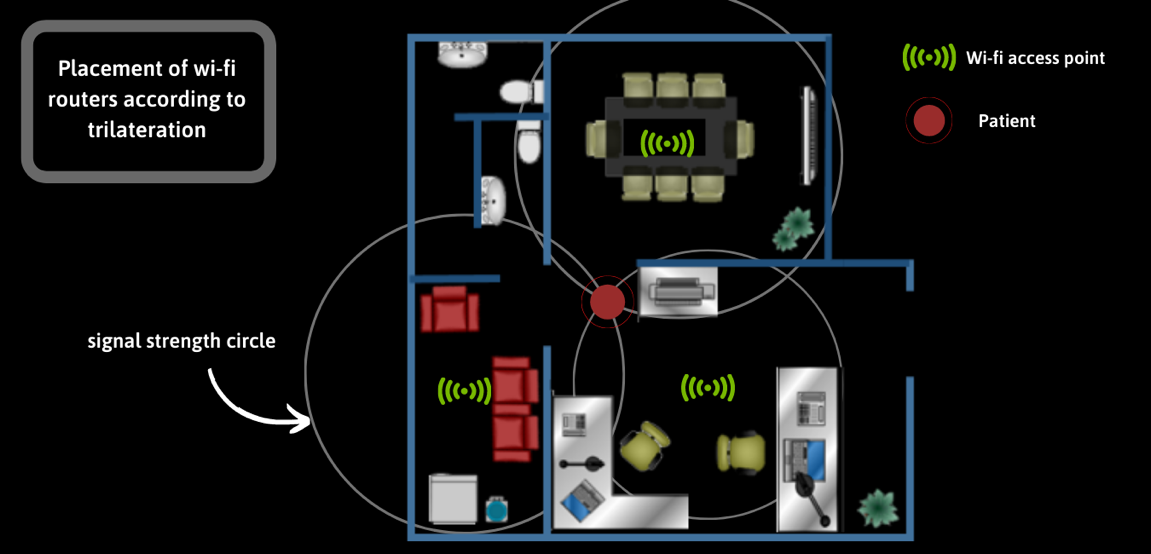 Placement of wi-fi
routers according to
trilateration
Wi-fi access point
Patient
signal strength circle